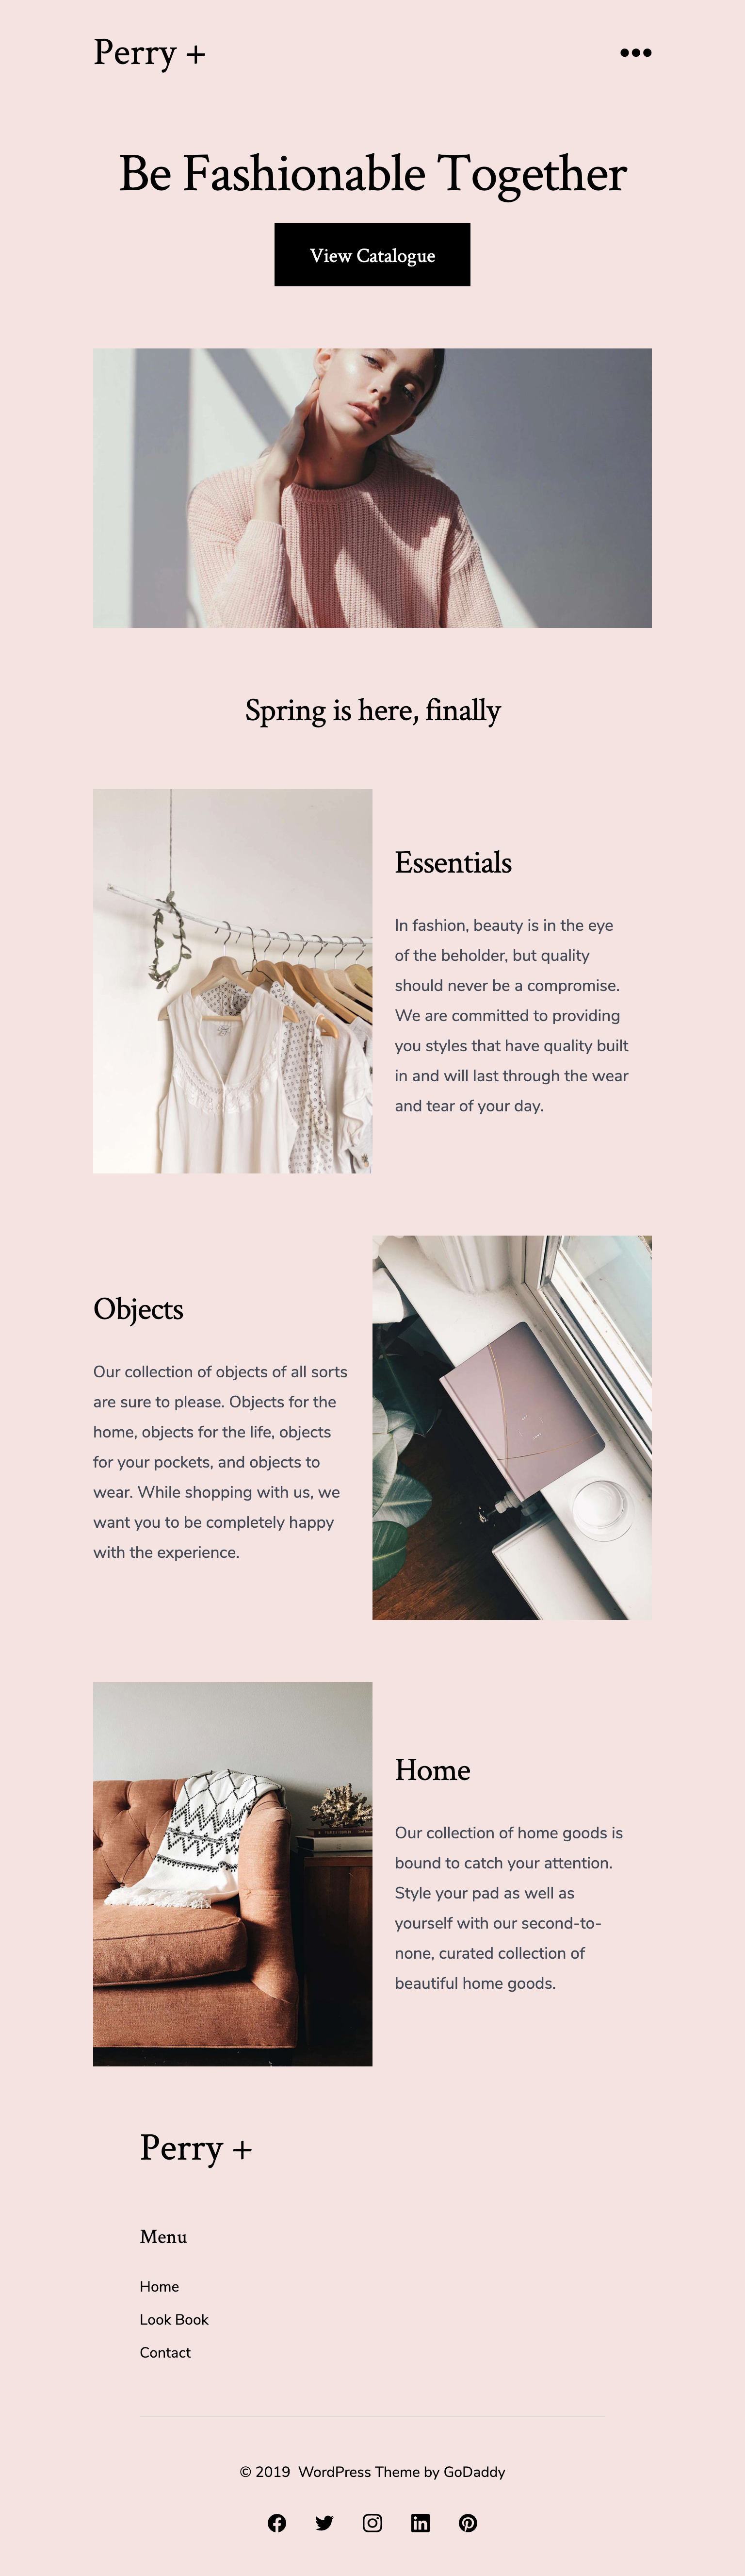 Perry +
Be Fashionable Together
View Catalogue
Spring is here, finally
Essentials
In fashion, beauty is in the eye
of the beholder, but quality
should never be a compromise.
We are committed to providing
you styles that have quality built
in and will last through the wear
and tear of your day.
Objects
Our collection of objects of all sorts
are sure to please. Objects for the
home, objects for the life, objects
for your pockets, and objects to
wear. While shopping with us, we
want you to be completely happy
with the experience.
Home
Our collection of home goods is
bound to catch your attention.
Style your pad as well as
yourself with our second-to-
none, curated collection of
beautiful home goods.
Perry +
Menu
Home
Look Book
Contact
© 2019  WordPress Theme by GoDaddy